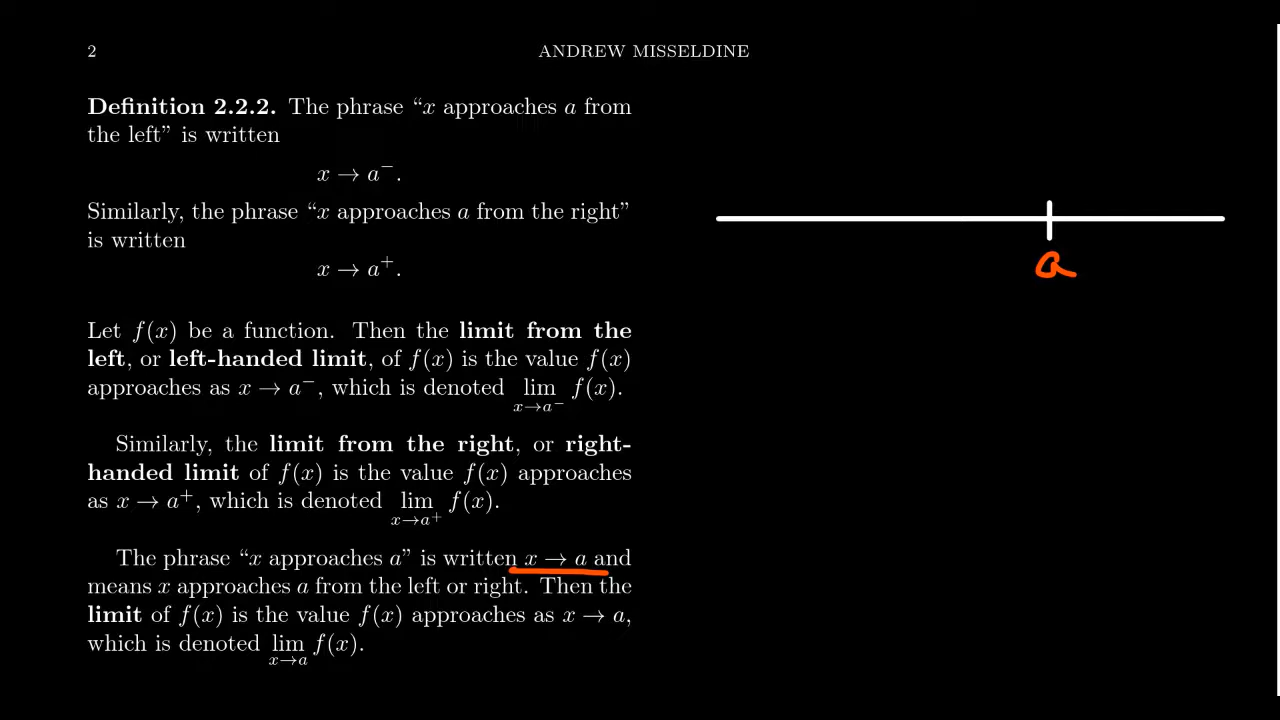 2
ANDREW MISSELDINE
Definition 2.2.2. The phrase “x approaches a from
the left” is written
x → a⁻.
Similarly, the phrase “x approaches a from the right”
is written
x → a⁺.
Let f(x) be a function. Then the limit from the
left, or left-handed limit, of f(x) is the value f(x)
approaches as x → a⁻, which is denoted lim f(x).
x→a⁻
Similarly, the limit from the right, or right-
handed limit of f(x) is the value f(x) approaches
as x → a⁺, which is denoted lim f(x).
x→a⁺
The phrase “x approaches a” is written x → a and
means x approaches a from the left or right. Then the
limit of f(x) is the value f(x) approaches as x → a,
which is denoted lim f(x).
x→a
a